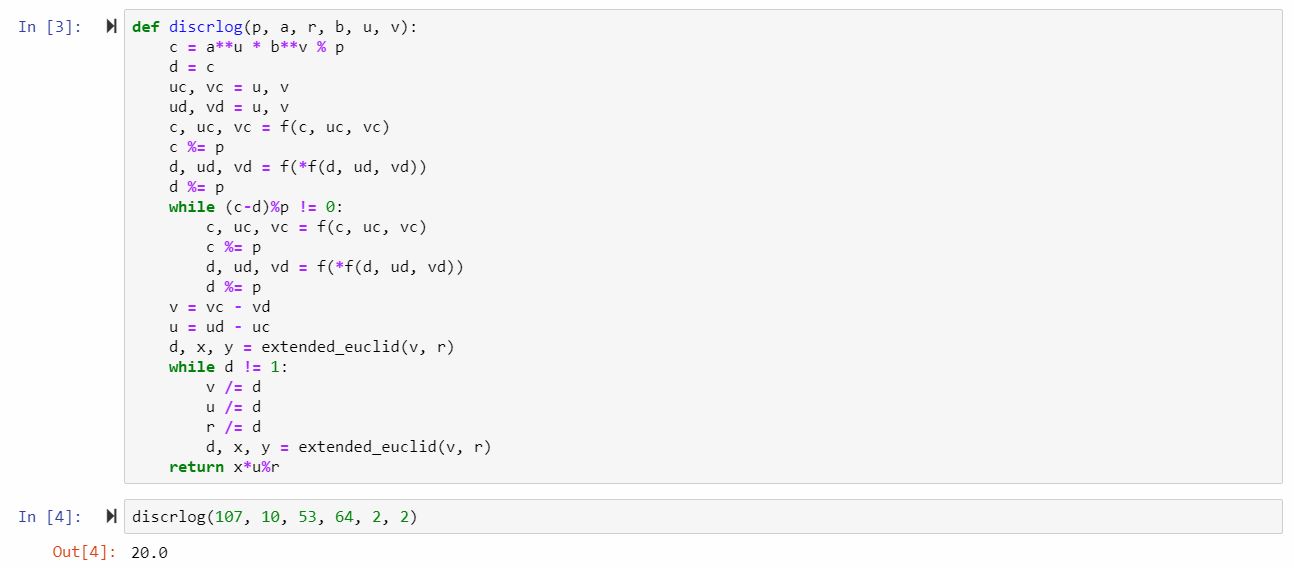 In [3]: def discrlog(p, a, r, b, u, v):
    c = a**u * b**v % p
    d = c
    uc, vc = u, v
    ud, vd = u, v
    c, uc, vc = f(c, uc, vc)
    c %= p
    d, ud, vd = f(*f(d, ud, vd))
    d %= p
    while (c-d)%p != 0:
        c, uc, vc = f(c, uc, vc)
        c %= p
        d, ud, vd = f(*f(d, ud, vd))
        d %= p
    v = vc - vd
    u = ud - uc
    d, x, y = extended_euclid(v, r)
    while d != 1:
        v /= d
        u /= d
        r /= d
        d, x, y = extended_euclid(v, r)
    return x*u%r
In [4]: discrlog(107, 10, 53, 64, 2, 2)
Out[4]: 20.0